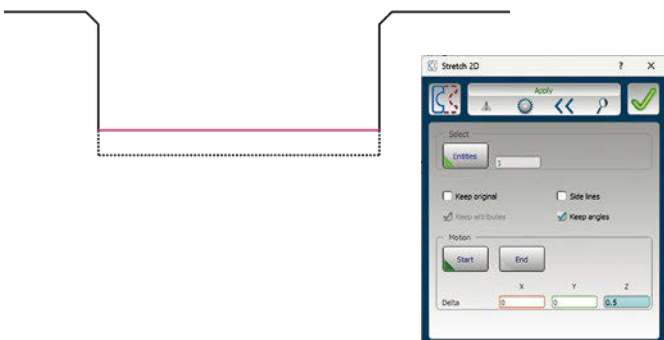 Stretch 2D ? X
Apply
Select
Entities 1
Keep original Side lines
Keep attributes Keep angles
Motion
Start End
X Y Z
Delta 0 0 0.5